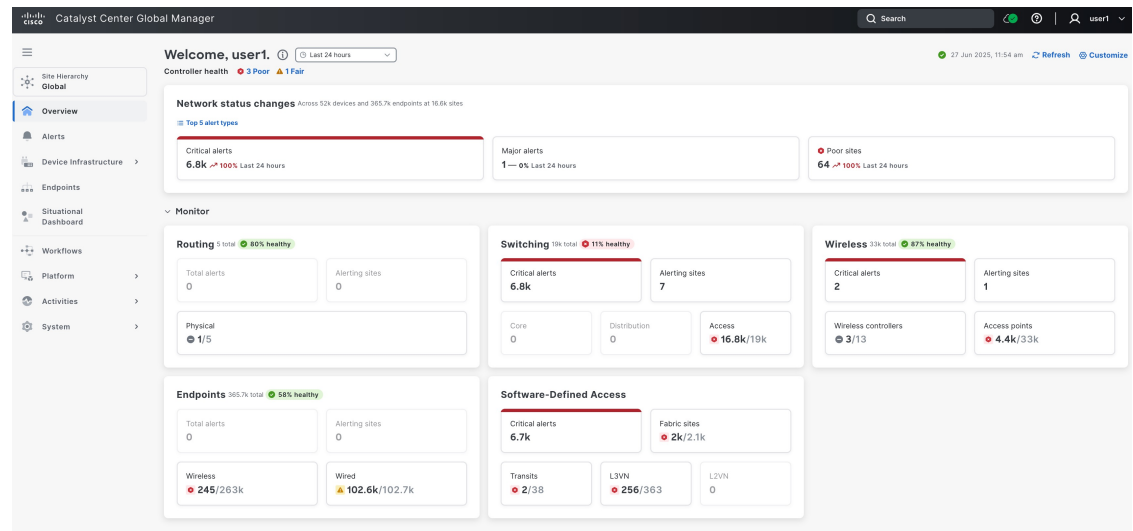 cisco Catalyst Center Global Manager
Search
user1
Site Hierarchy
Global
Overview
Alerts
Device Infrastructure
Endpoints
Situational
Dashboard
Workflows
Platform
Activities
System
Welcome, user1. Last 24 hours
27 Jun 2025, 11:54 am Refresh Customize
Controller health 3 Poor 1 Fair
Network status changes Across 52k devices and 365.7k endpoints at 16.6k sites
Top 5 alert types
Critical alerts
6.8k 100% Last 24 hours
Major alerts
1 — 0% Last 24 hours
Poor sites
64 100% Last 24 hours
Monitor
Routing 5 total 80% healthy
Total alerts
0
Alerting sites
0
Physical
1/5
Switching 19k total 11% healthy
Critical alerts
6.8k
Alerting sites
7
Core
0
Distribution
0
Access
16.8k/19k
Wireless 33k total 87% healthy
Critical alerts
2
Alerting sites
1
Wireless controllers
3/13
Access points
4.4k/33k
Endpoints 365.7k total 58% healthy
Total alerts
0
Alerting sites
0
Wireless
245/263k
Wired
102.6k/102.7k
Software-Defined Access
Critical alerts
6.7k
Fabric sites
2k/2.1k
Transits
2/38
L3VN
256/363
L2VN
0